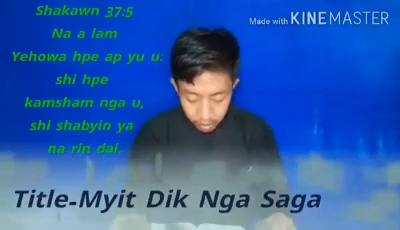 Shakawn 37:5
Made with KINEMASTER
Na a lam
Yehowa hpe ap yu u:
shi hpe
kamsham nga u,
shi shabyin ya
na rin dai.
Title-Myit Dik Nga Saga